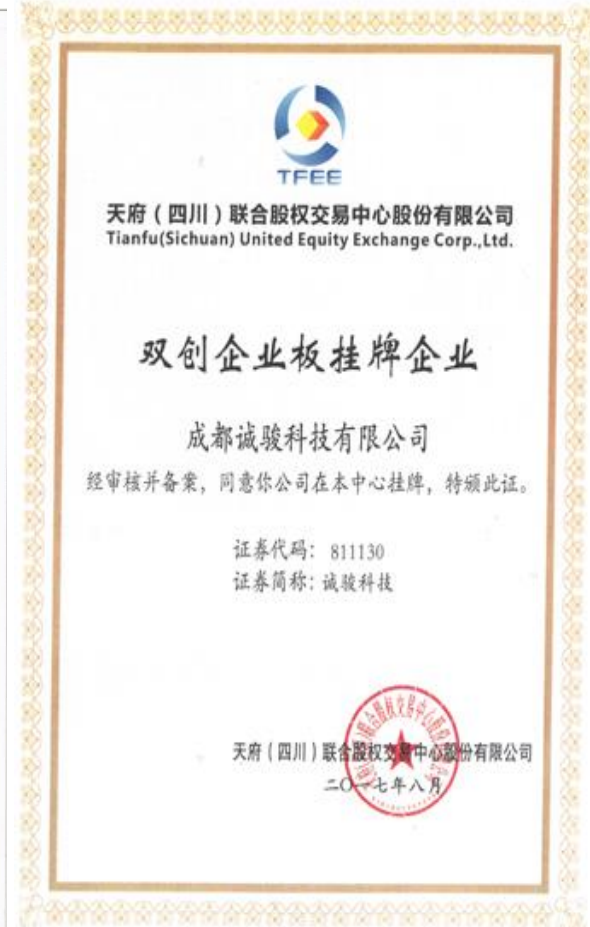 TFEE
天府（四川）联合股权交易中心股份有限公司
Tianfu(Sichuan) United Equity Exchange Corp.,Ltd.
双创企业板挂牌企业
成都诚骏科技有限公司
经审核并备案，同意你公司在本中心挂牌，特颁此证。
证券代码： 811130
证券简称：诚骏科技
天府（四川）联合股权交易中心股份有限公司
二〇一七年八月